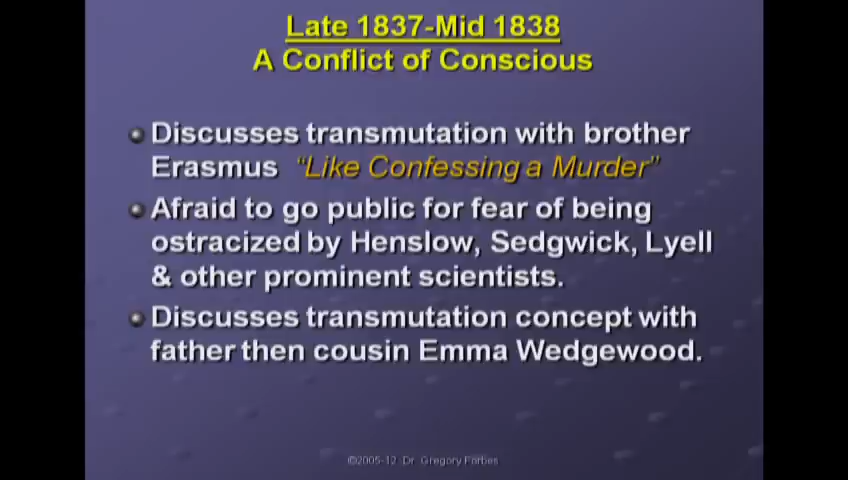 Late 1837-Mid 1838
A Conflict of Conscious
Discusses transmutation with brother
Erasmus "Like Confessing a Murder"
Afraid to go public for fear of being
ostracized by Henslow, Sedgwick, Lyell
& other prominent scientists.
Discusses transmutation concept with
father then cousin Emma Wedgewood.
©2005-12 Dr. Gregory Forbes